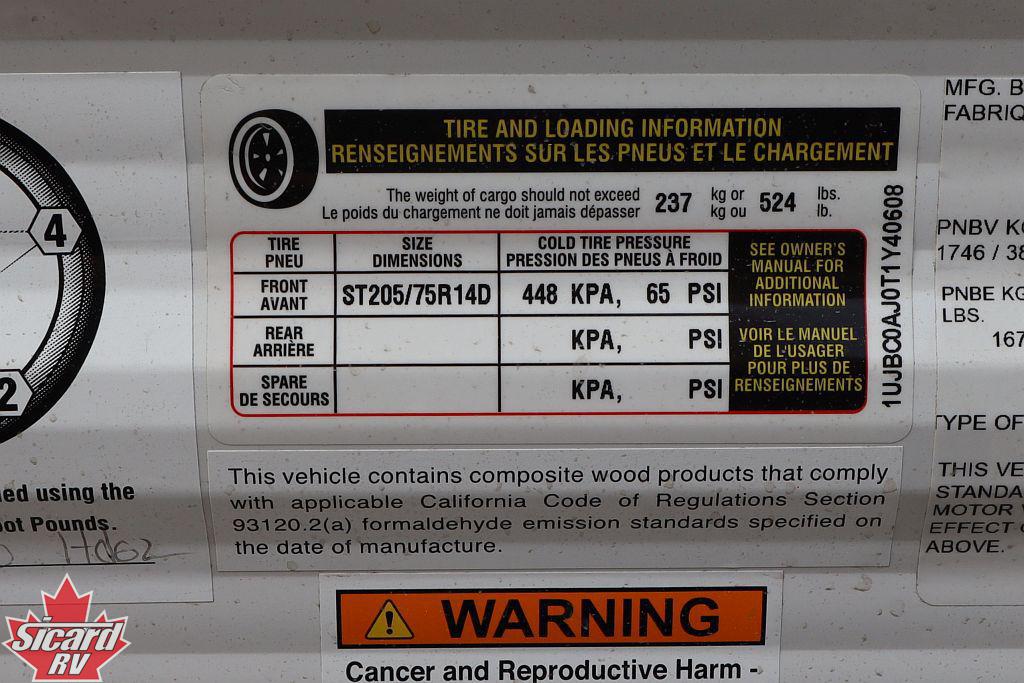 4
2
using the
Pounds.
Sicard
RV
TIRE AND LOADING INFORMATION
RENSEIGNEMENTS SUR LES PNEUS ET LE CHARGEMENT
The weight of cargo should not exceed 237 kg or 524 lbs.
Le poids du chargement ne doit jamais dépasser kg ou lb.
TIRE SIZE COLD TIRE PRESSURE
PNEU DIMENSIONS PRESSION DES PNEUS À FROID
FRONT
AVANT ST205/75R14D 448 KPA, 65 PSI
REAR
ARRIÈRE KPA, PSI
SPARE
DE SECOURS KPA, PSI
SEE OWNER'S
MANUAL FOR
ADDITIONAL
INFORMATION
VOIR LE MANUEL
DE L'USAGER
POUR PLUS DE
RENSEIGNEMENTS
1UJBC0AJ0T1Y40608
This vehicle contains composite wood products that comply
with applicable California Code of Regulations Section
93120.2(a) formaldehyde emission standards specified on
the date of manufacture.
WARNING
Cancer and Reproductive Harm -
MFG. B
FABRIQ
PNBV KG
1746 / 38
PNBE KG
LBS.
167
TYPE OF
THIS VE
STANDA
MOTOR V
EFFECT O
ABOVE.